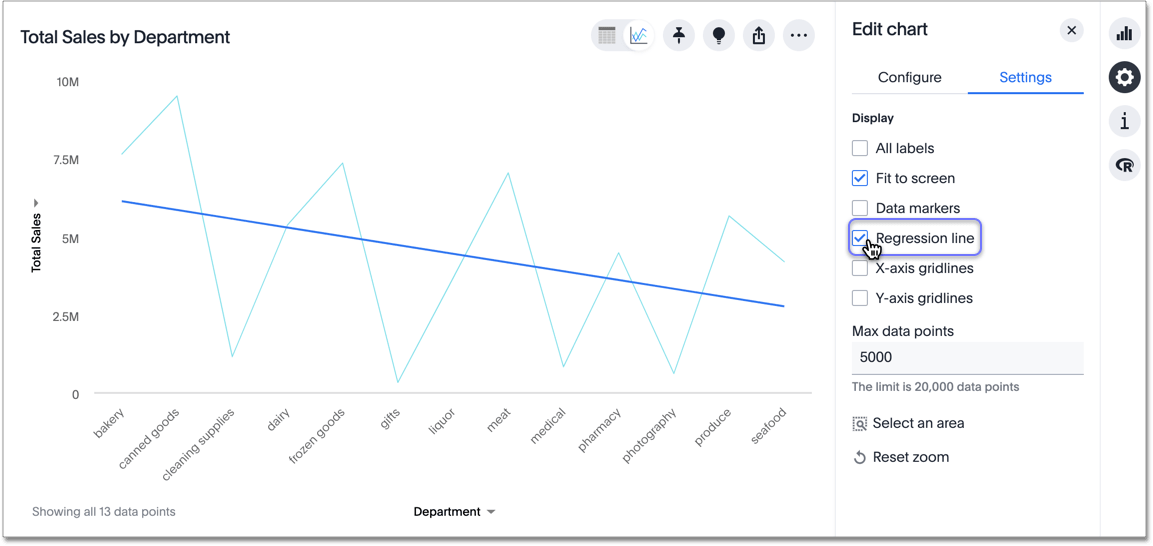 Total Sales by Department
10M
7.5M
5M
2.5M
0
Total Sales
bakery
canned goods
cleaning supplies
dairy
frozen goods
gifts
liquor
meat
medical
pharmacy
photography
produce
seafood
Showing all 13 data points
Department
Edit chart
Configure
Settings
Display
All labels
Fit to screen
Data markers
Regression line
X-axis gridlines
Y-axis gridlines
Max data points
5000
The limit is 20,000 data points
Select an area
Reset zoom
i
R